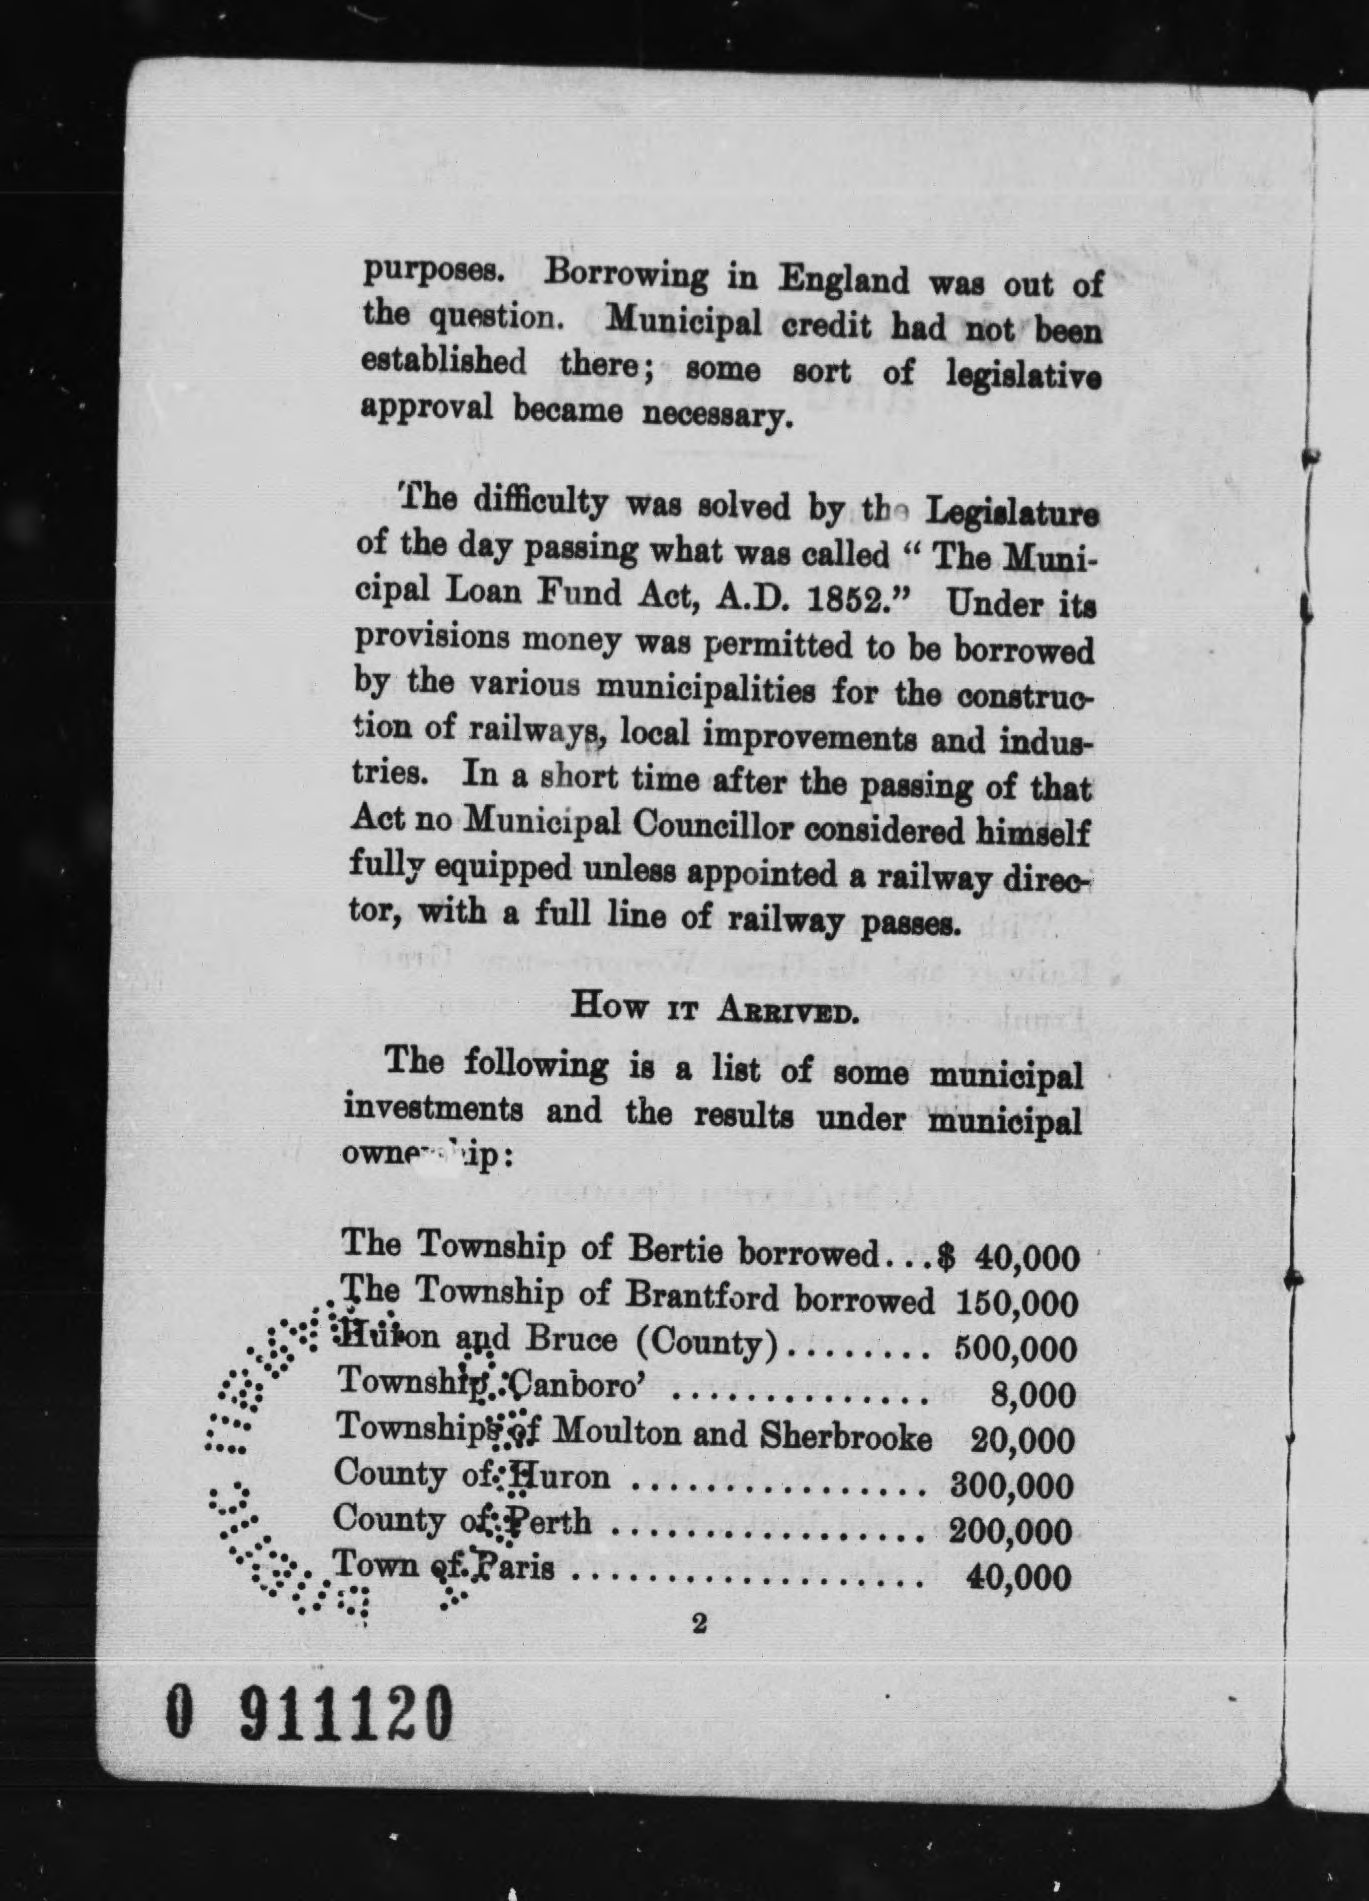 purposes. Borrowing in England was out of
the question. Municipal credit had not been
established there; some sort of legislative
approval became necessary.
The difficulty was solved by the Legislature
of the day passing what was called “ The Muni-
cipal Loan Fund Act, A.D. 1852.” Under its
provisions money was permitted to be borrowed
by the various municipalities for the construc-
tion of railways, local improvements and indus-
tries. In a short time after the passing of that
Act no Municipal Councillor considered himself
fully equipped unless appointed a railway direc-
tor, with a full line of railway passes.
How it Arrived.
The following is a list of some municipal
investments and the results under municipal
ownership:
The Township of Bertie borrowed...$ 40,000
The Township of Brantford borrowed 150,000
Huron and Bruce (County)........ 500,000
Township Canboro’ .............. 8,000
Townships of Moulton and Sherbrooke 20,000
County of Huron ................ 300,000
County of Perth ................. 200,000
Town of Paris ................... 40,000
2
0 911120